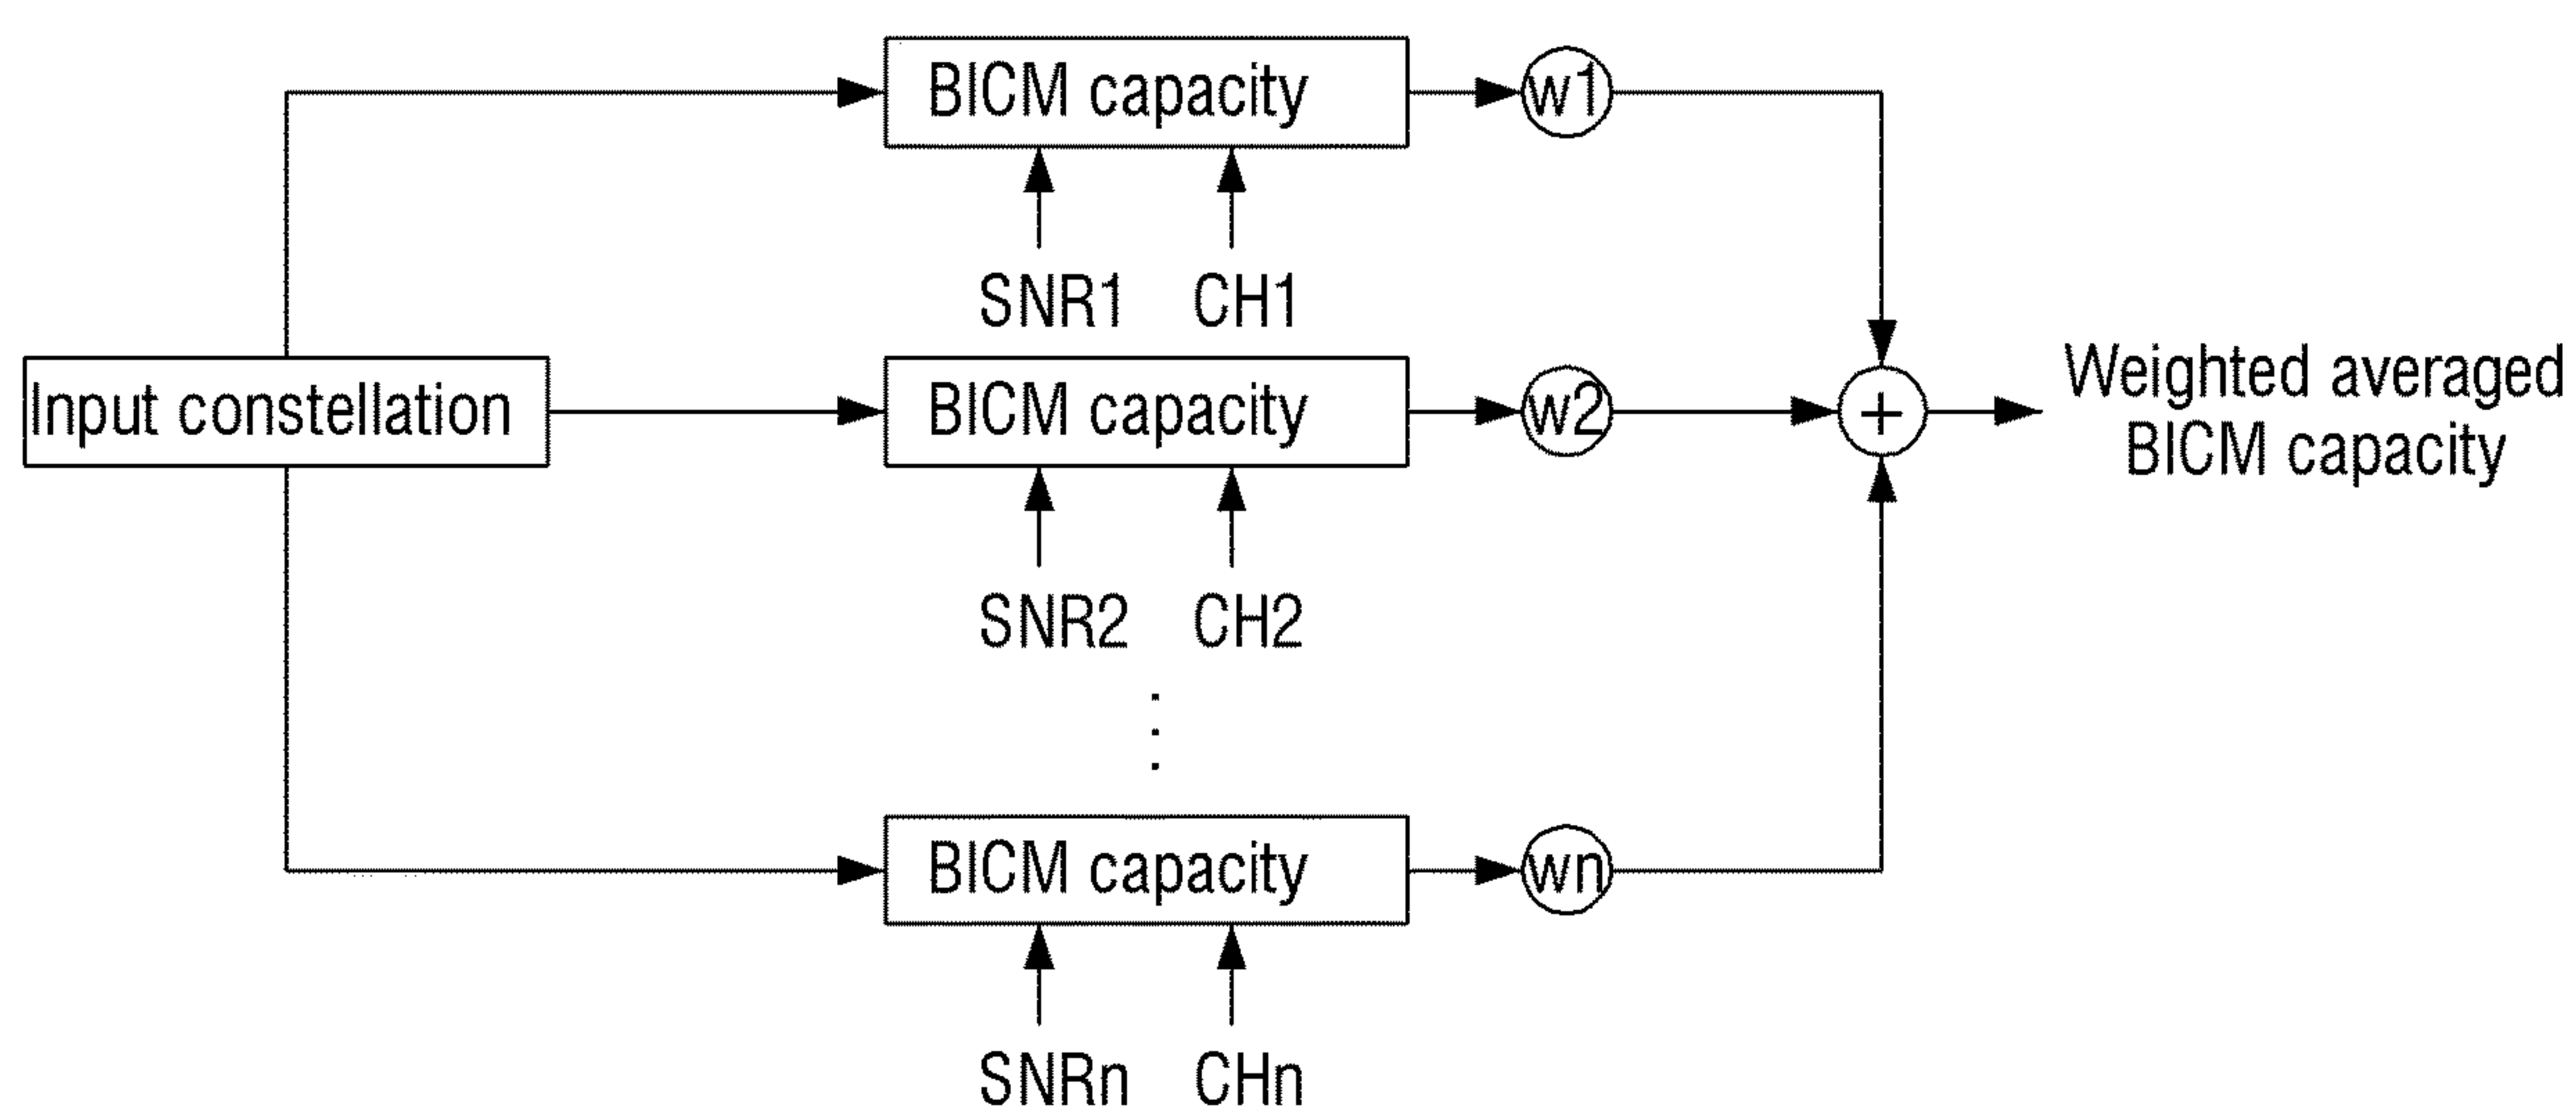 BICM capacity
w1
SNR1 CH1
Input constellation
BICM capacity
w2
+
Weighted averaged
BICM capacity
SNR2 CH2
BICM capacity
wn
SNRn CHn